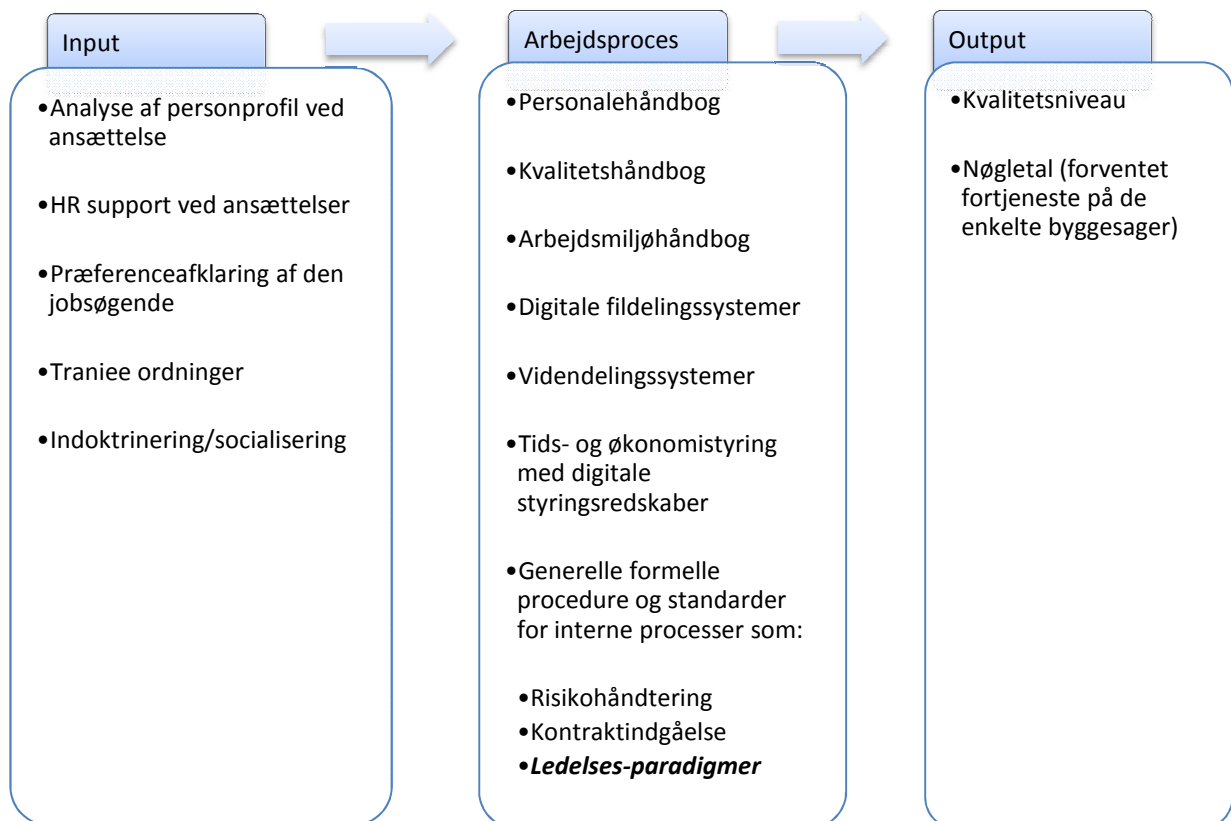 Input
•Analyse af personprofil ved
ansættelse
•HR support ved ansættelser
•Præferenceafklaring af den
jobsøgende
•Traniee ordninger
•Indoktrinering/socialisering
Arbejdsproces
•Personalehåndbog
•Kvalitetshåndbog
•Arbejdsmiljøhåndbog
•Digitale fildelingssystemer
•Videndelingssystemer
•Tids- og økonomistyring
med digitale
styringsredskaber
•Generelle formelle
procedure og standarder
for interne processer som:
•Risikohåndtering
•Kontraktindgåelse
•Ledelses-paradigmer
Output
•Kvalitetsniveau
•Nøgletal (forventet
fortjeneste på de
enkelte byggesager)